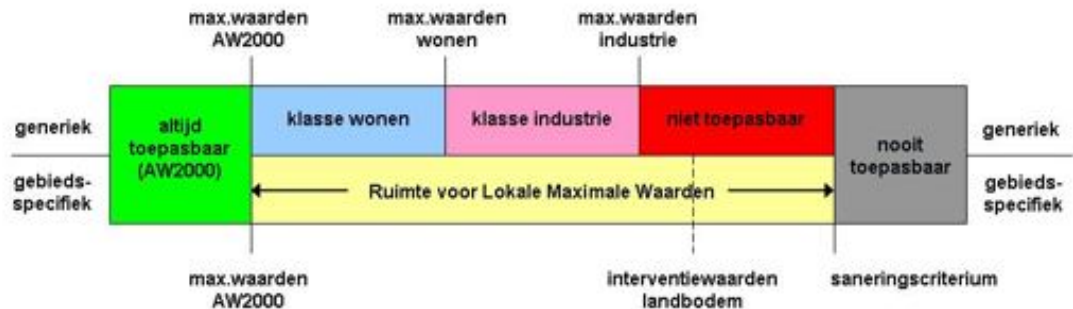 max.waarden
AW2000
max.waarden
wonen
max.waarden
industrie
generiek
altijd
toepasbaar
(AW2000)
klasse wonen
klasse industrie
niet toepasbaar
nooit
toepasbaar
generiek
gebieds-
specifiek
Ruimte voor Lokale Maximale Waarden
gebieds-
specifiek
max.waarden
AW2000
interventiewaarden
landbodem
saneringscriterium